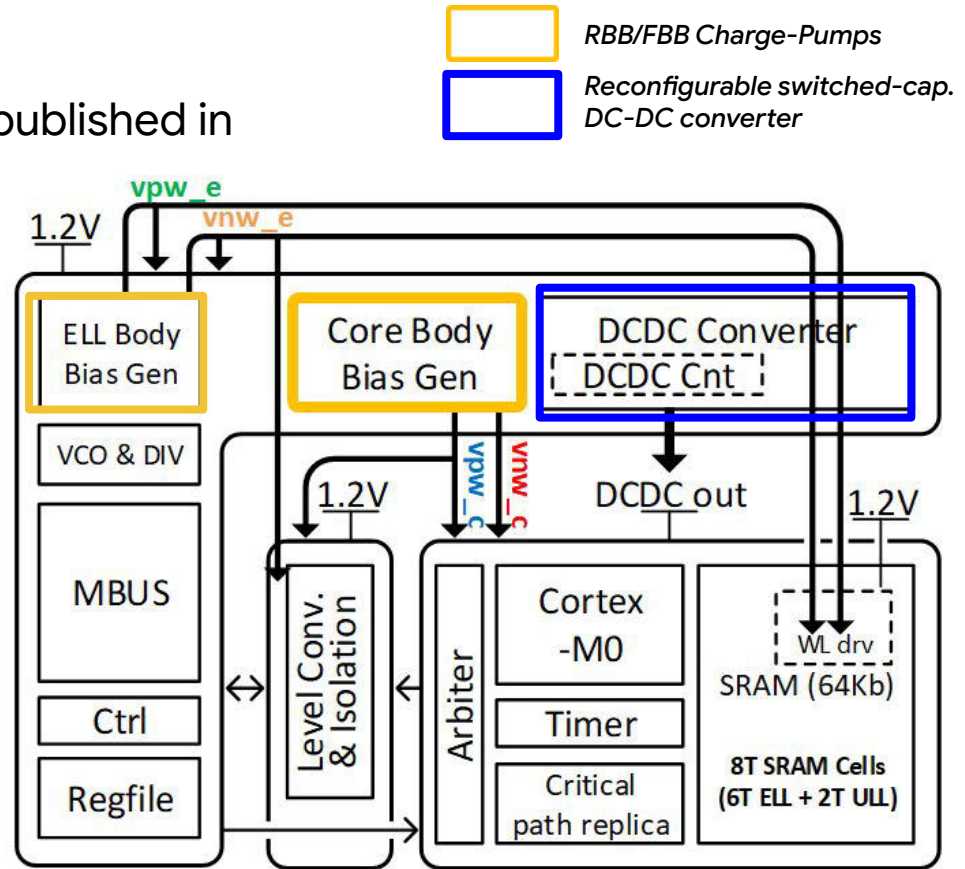 RBB/FBB Charge-Pumps
Reconfigurable switched-cap.
DC-DC converter
published in
vpw_e
vnw_e
1.2V
ELL Body
Bias Gen
Core Body
Bias Gen
DCDC Converter
DCDC Cnt
VCO & DIV
vpw_c
vnw_c
1.2V
DCDC out
1.2V
MBUS
Level Conv.
& Isolation
Arbiter
Cortex
-M0
WL drv
SRAM (64Kb)
Ctrl
Timer
Regfile
Critical
path replica
8T SRAM Cells
(6T ELL + 2T ULL)